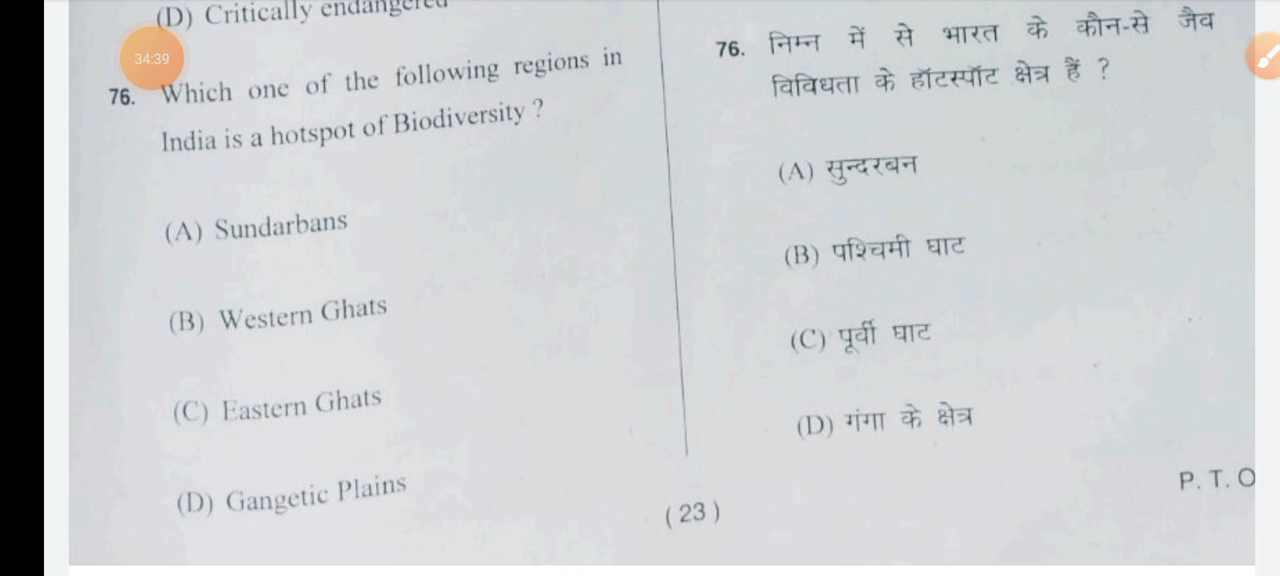 (D) Critically endangered
34:39
76. Which one of the following regions in
India is a hotspot of Biodiversity ?
(A) Sundarbans
(B) Western Ghats
(C) Eastern Ghats
(D) Gangetic Plains
76. निम्न में से भारत के कौन-से जैव
विविधता के हॉटस्पॉट क्षेत्र हैं ?
(A) सुन्दरबन
(B) पश्चिमी घाट
(C) पूर्वी घाट
(D) गंगा के क्षेत्र
P. T. O
( 23 )